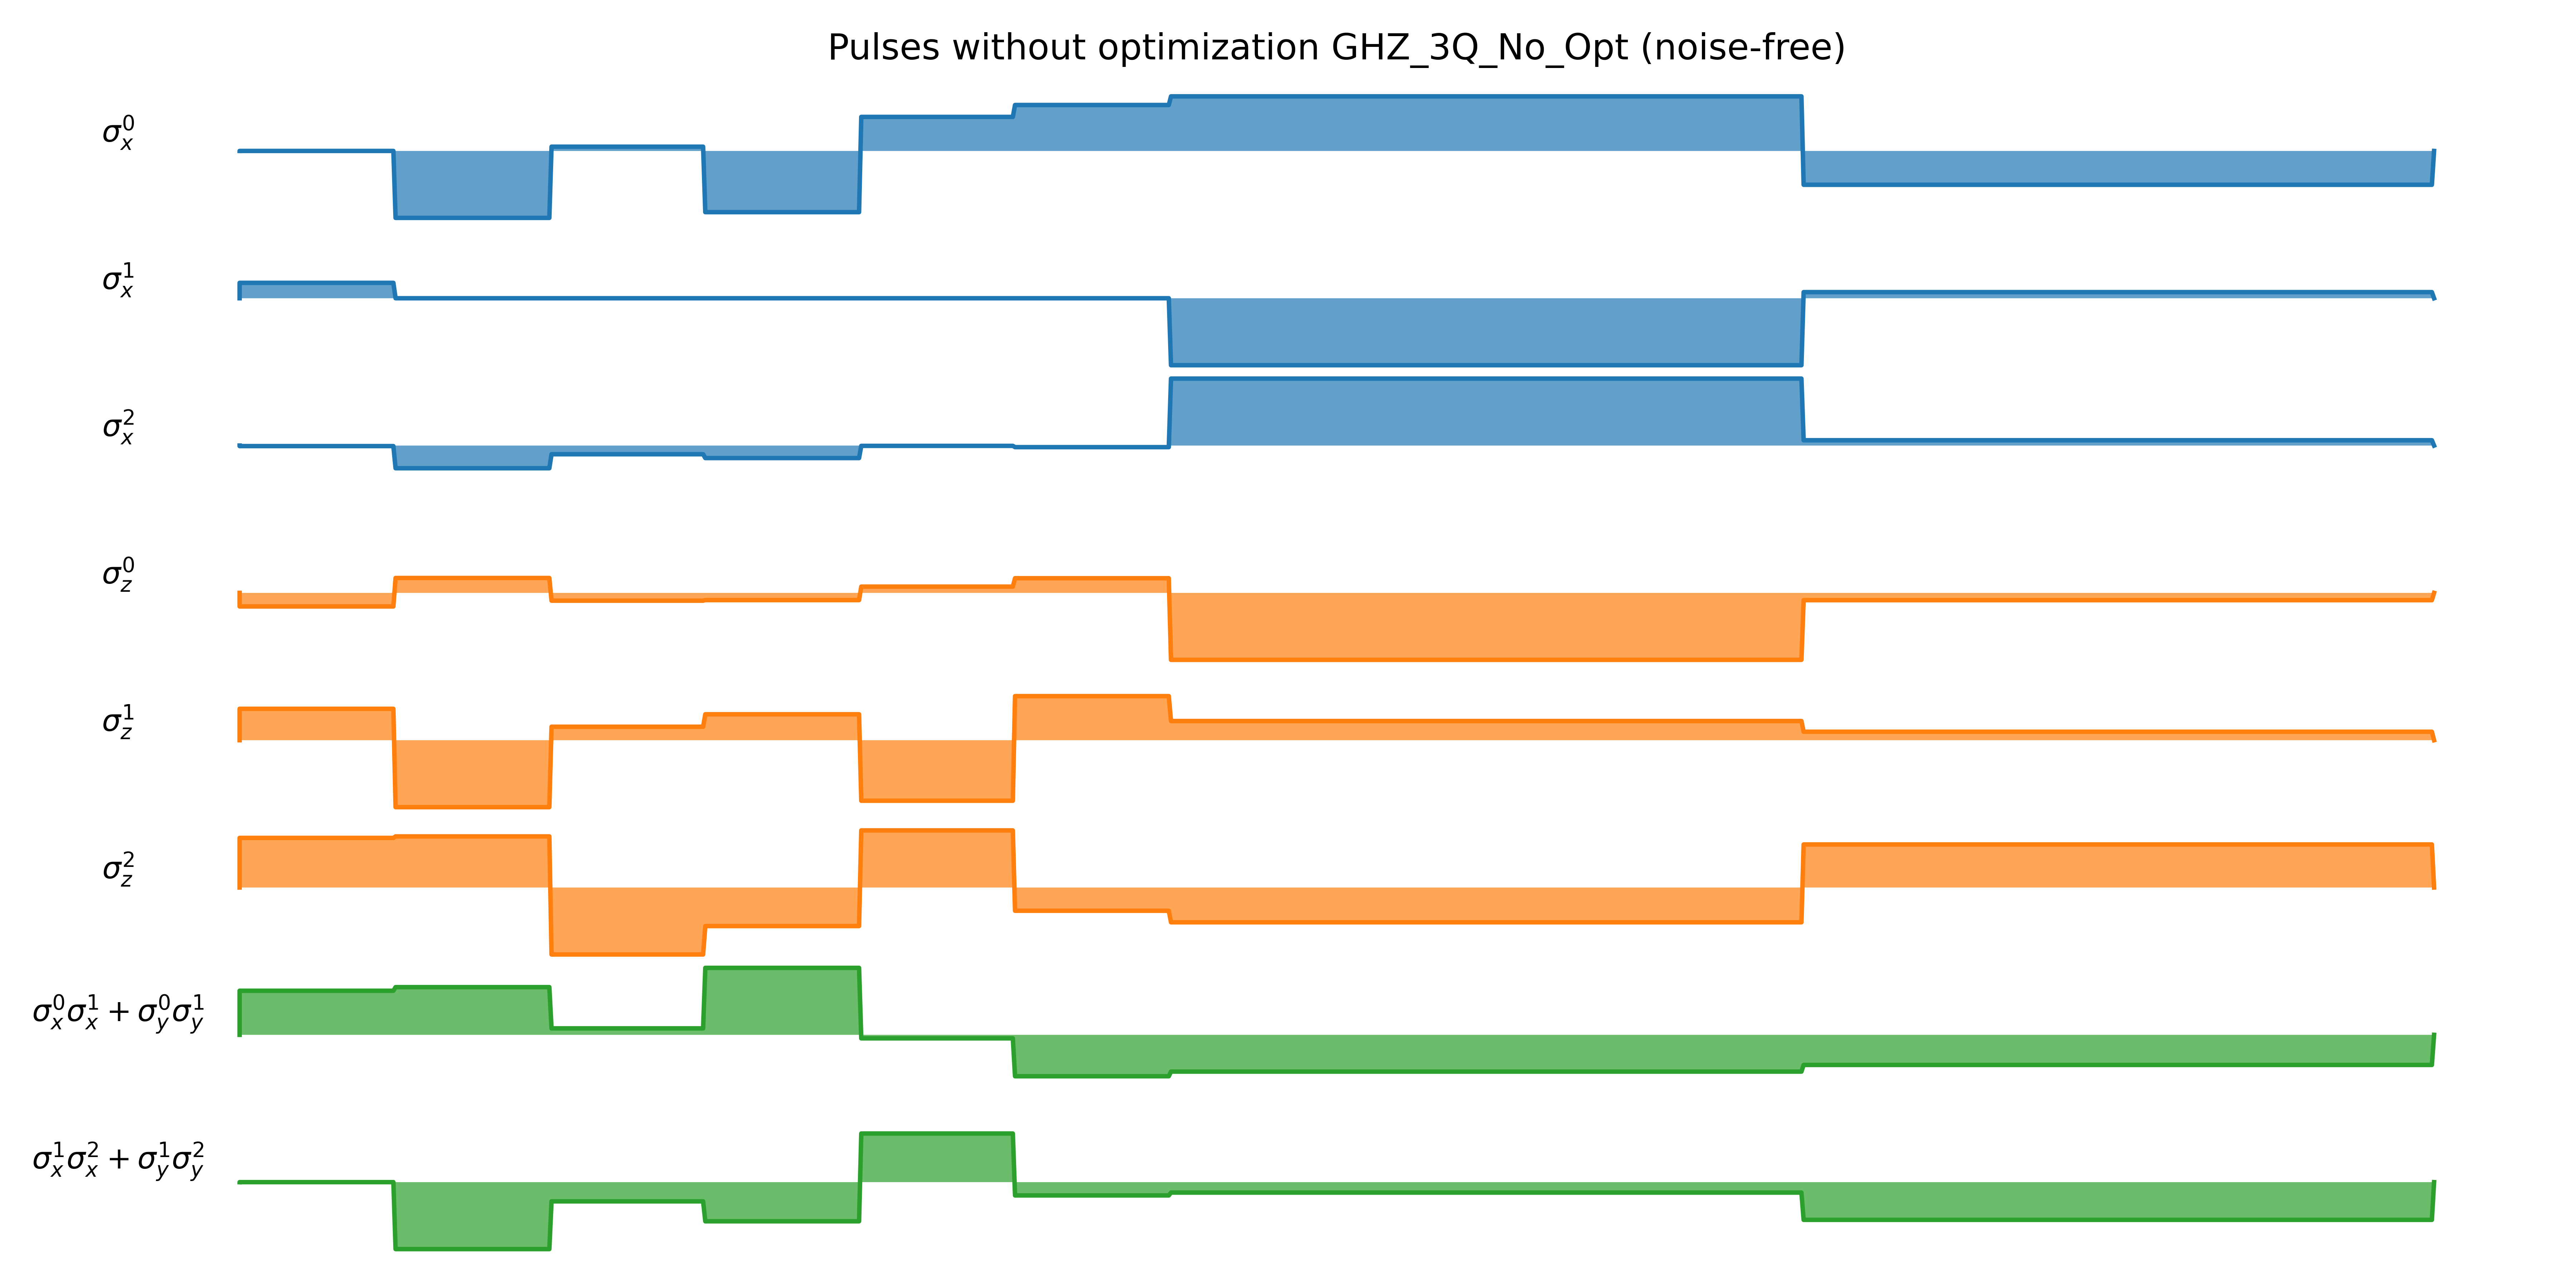 Pulses without optimization GHZ_3Q_No_Opt (noise-free)
σ_x^0
σ_x^1
σ_x^2
σ_z^0
σ_z^1
σ_z^2
σ_x^0σ_x^1 + σ_y^0σ_y^1
σ_x^1σ_x^2 + σ_y^1σ_y^2